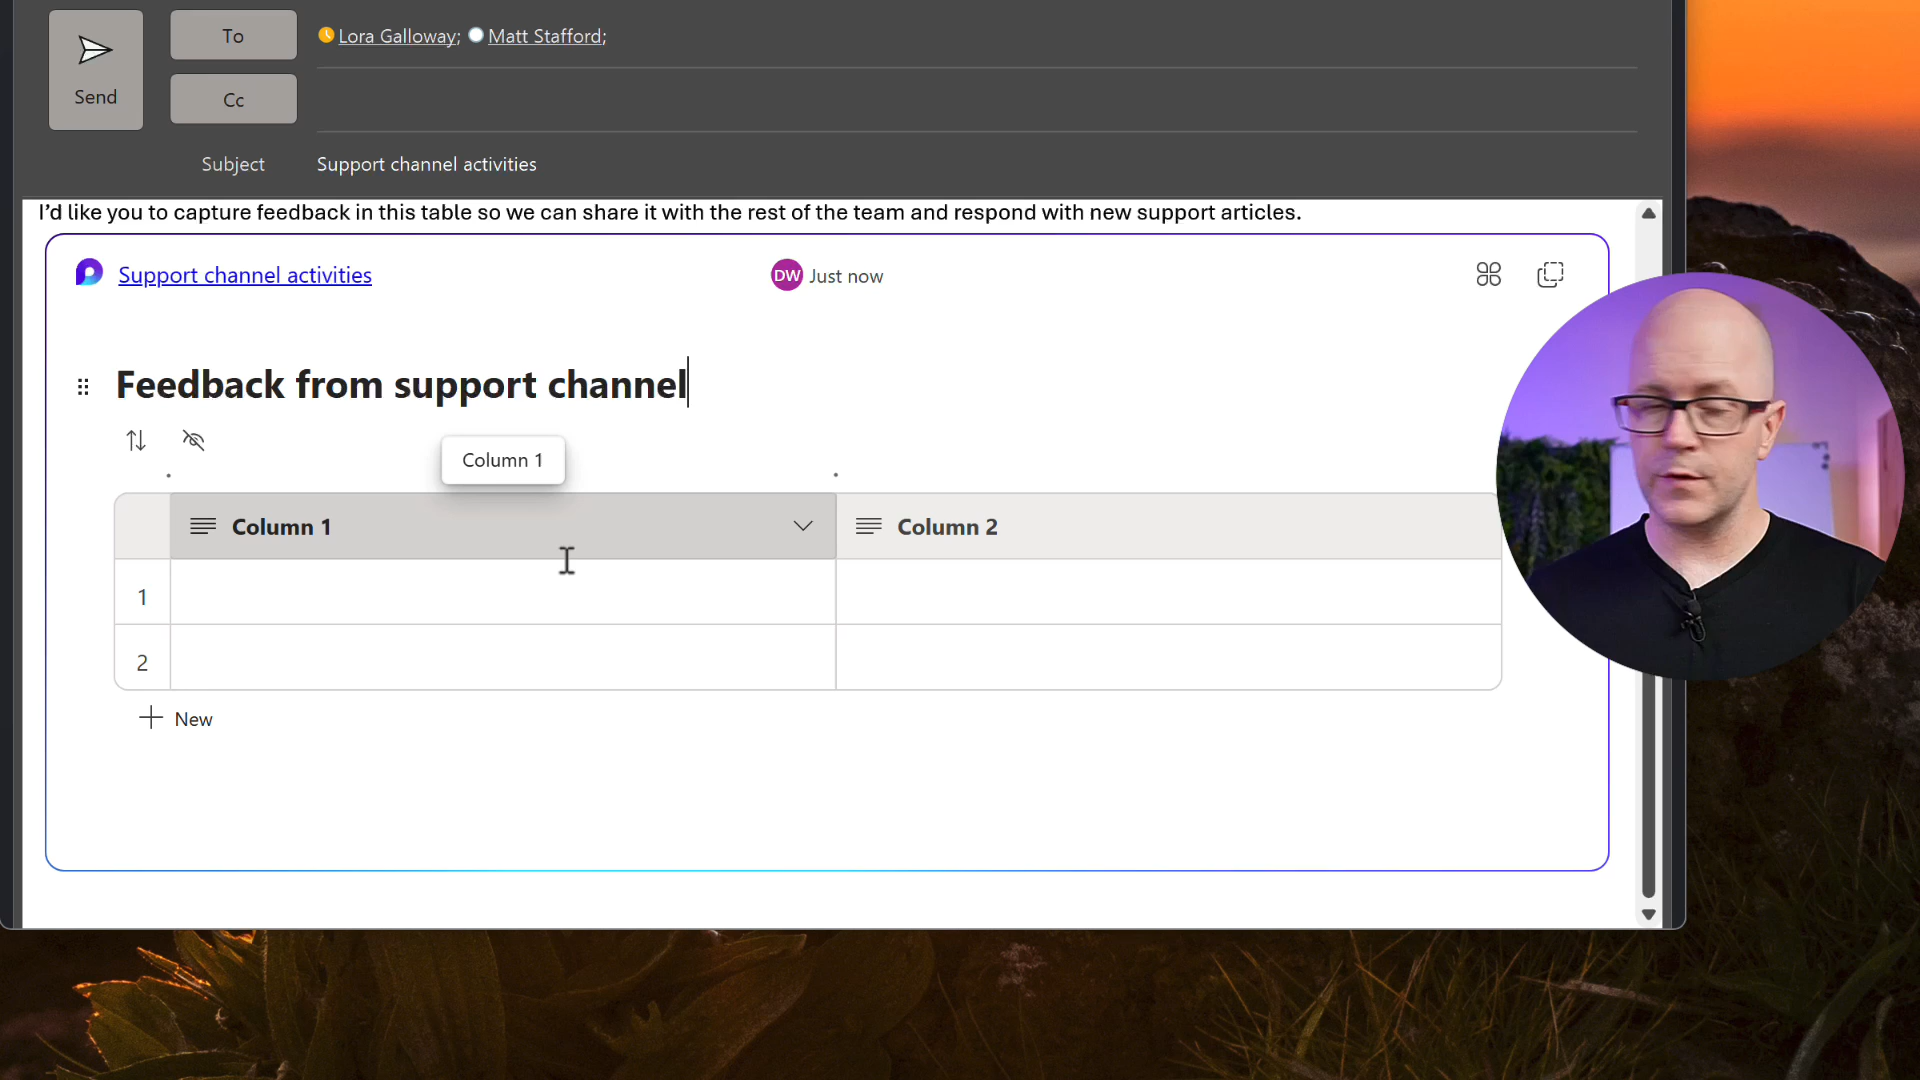 Send
To
Lora Galloway; Matt Stafford;
Cc
Subject
Support channel activities
I'd like you to capture feedback in this table so we can share it with the rest of the team and respond with new support articles.
Support channel activities
DW Just now
Feedback from support channel
Column 1
Column 1
Column 2
1
2
New